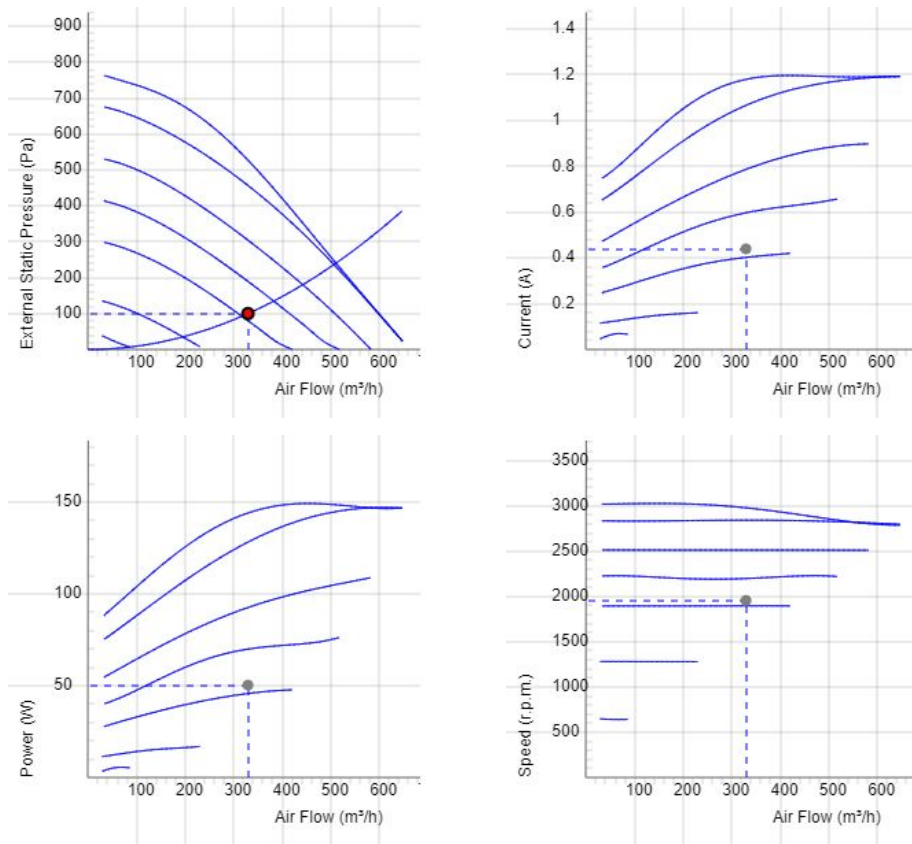 External Static Pressure (Pa)
900
800
700
600
500
400
300
200
100
100 200 300 400 500 600
Air Flow (m³/h)
Current (A)
1.4
1.2
1
0.8
0.6
0.4
0.2
100 200 300 400 500 600
Air Flow (m³/h)
Power (W)
150
100
50
100 200 300 400 500 600
Air Flow (m³/h)
Speed (r.p.m.)
3500
3000
2500
2000
1500
1000
500
100 200 300 400 500 600
Air Flow (m³/h)